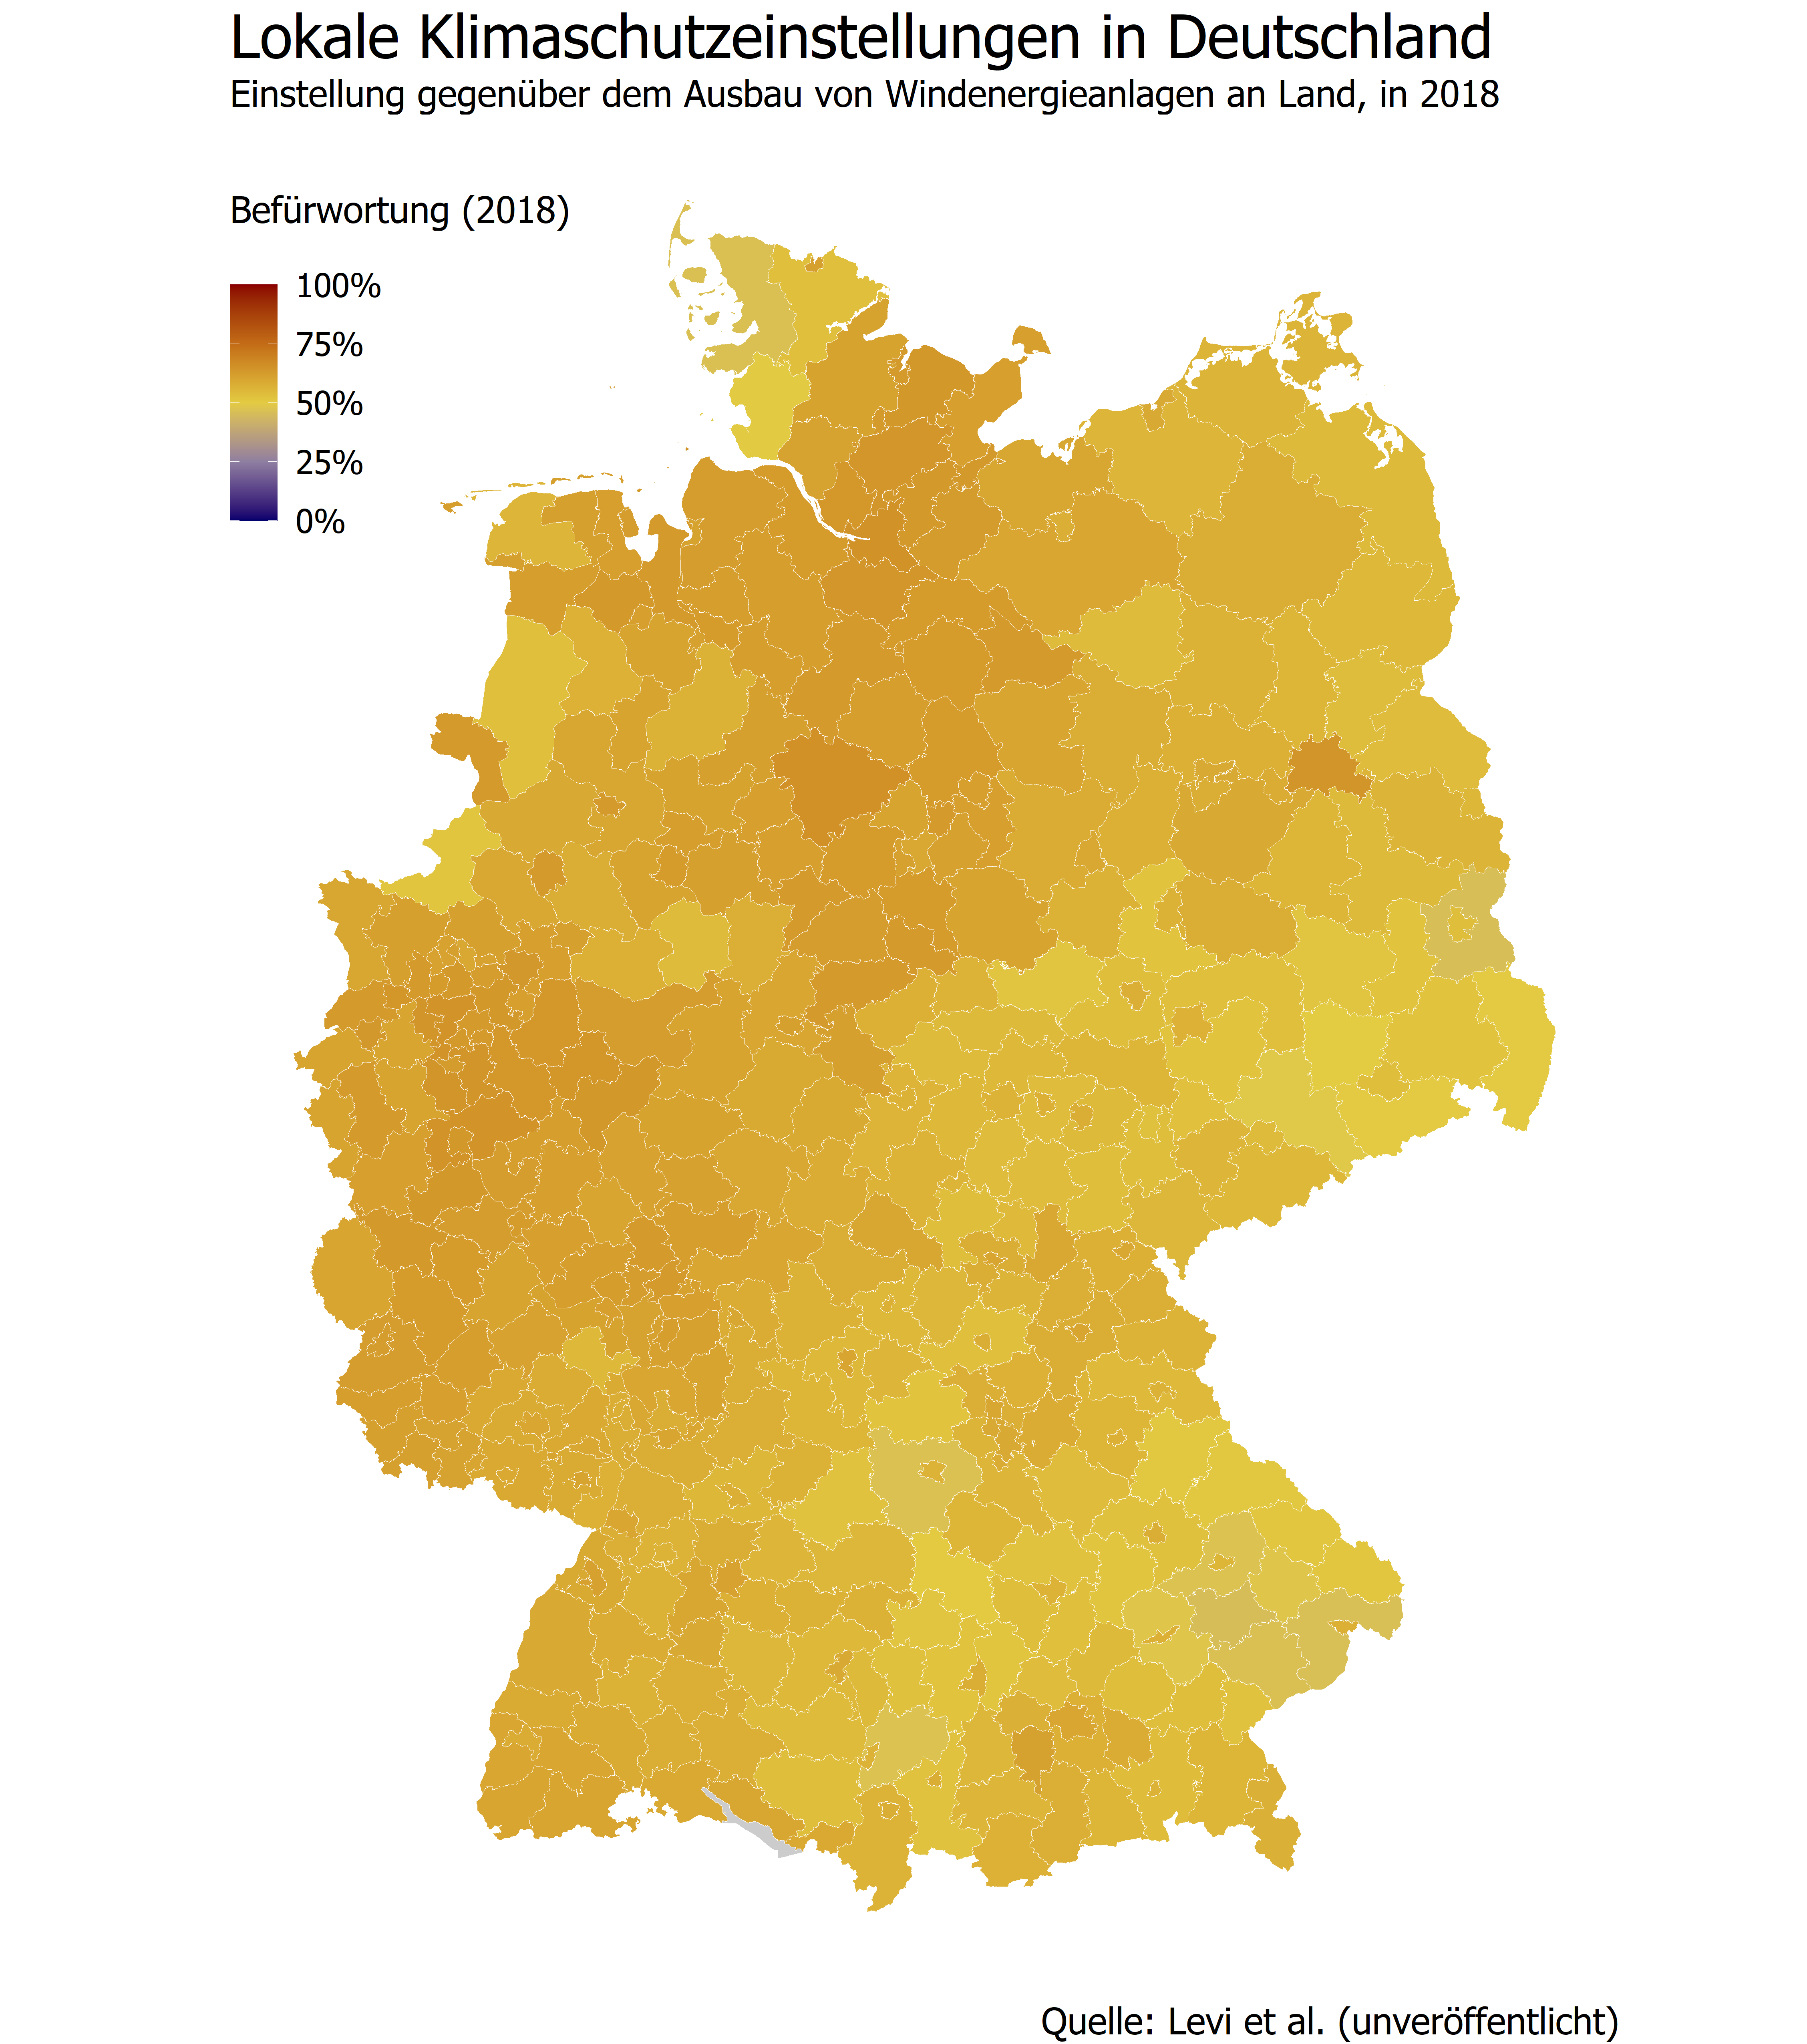 Lokale Klimaschutzeinstellungen in Deutschland
Einstellung gegenüber dem Ausbau von Windenergieanlagen an Land, in 2018
Befürwortung (2018)
100%
75%
50%
25%
0%
Quelle: Levi et al. (unveröffentlicht)